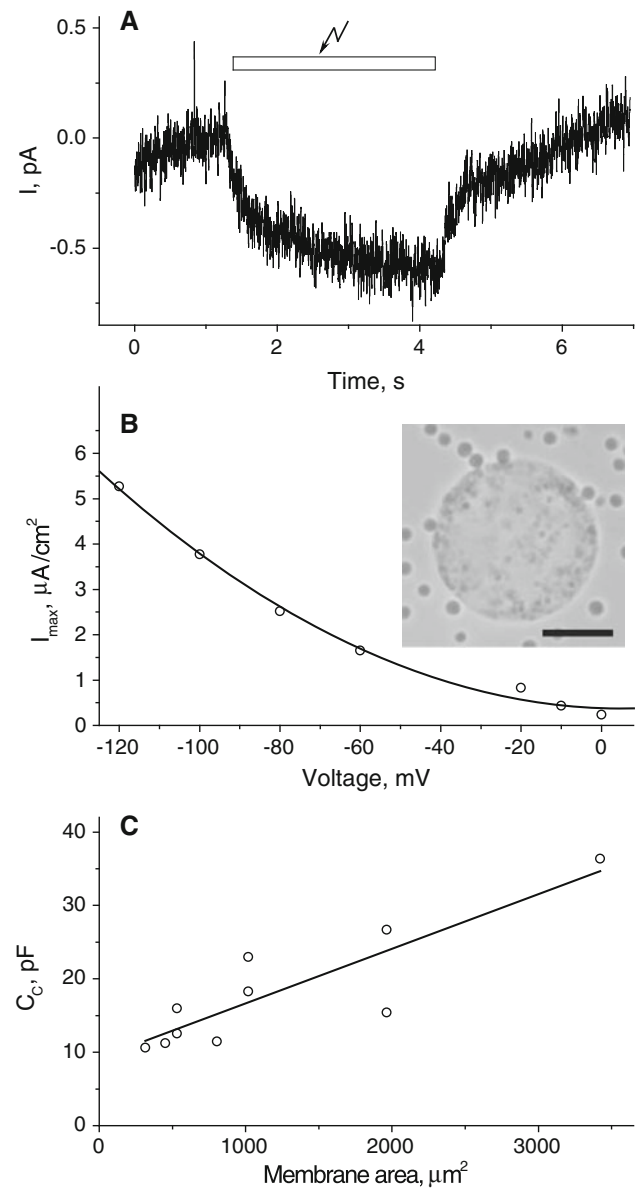 A
0.5
0.0
-0.5
I, pA
0 2 4 6
Time, s
B
6
5
4
3
2
1
0
I_max, μA/cm²
-120 -100 -80 -60 -40 -20 0
Voltage, mV
C
40
30
20
10
0
C_C, pF
0 1000 2000 3000
Membrane area, μm²